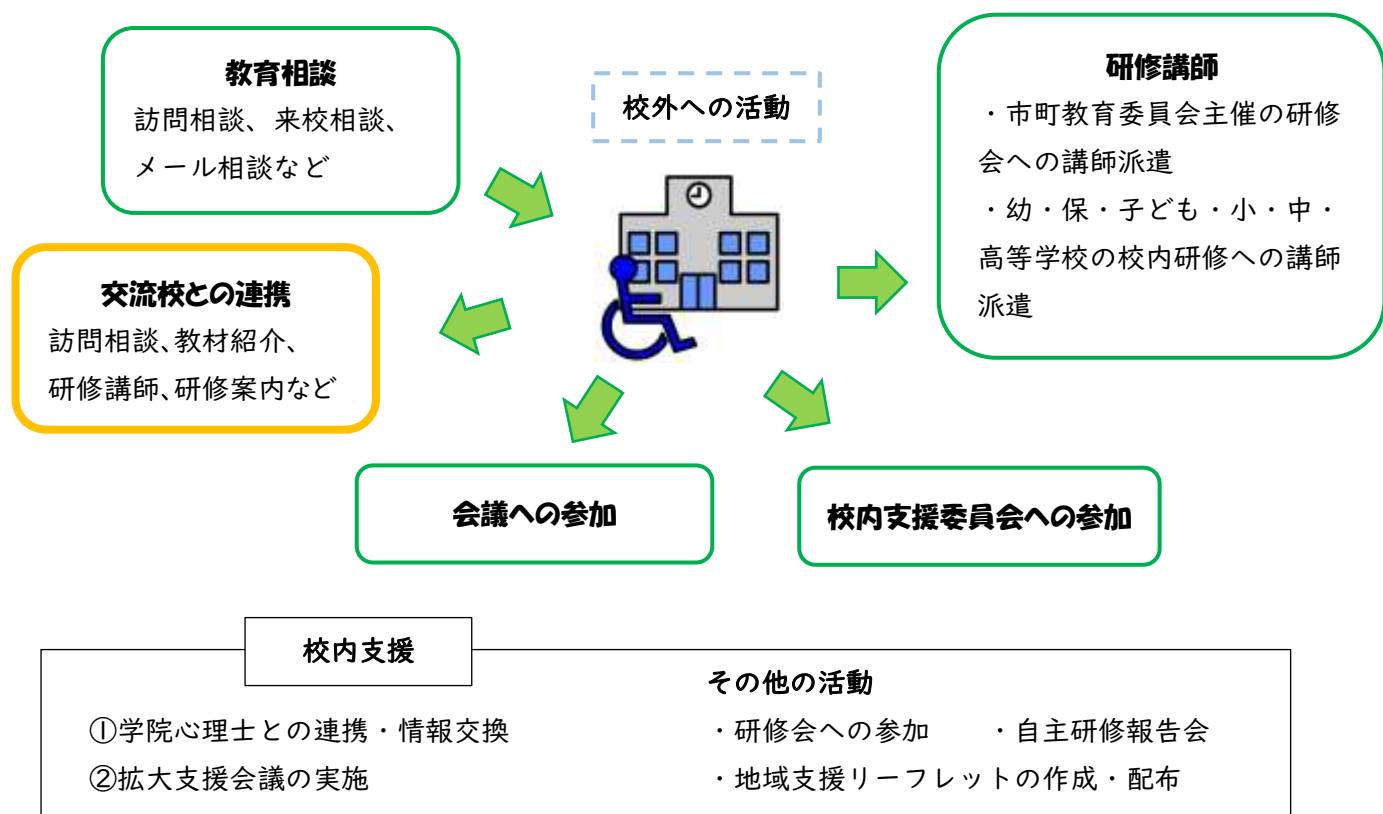 教育相談
訪問相談、来校相談、
メール相談など
校外への活動
研修講師
・市町教育委員会主催の研修
会への講師派遣
・幼・保・子ども・小・中・
高等学校の校内研修への講師
派遣
交流校との連携
訪問相談、教材紹介、
研修講師、研修案内など
会議への参加
校内支援委員会への参加
校内支援
①学院心理士との連携・情報交換
②拡大支援会議の実施
その他の活動
・研修会への参加　・自主研修報告会
・地域支援リーフレットの作成・配布